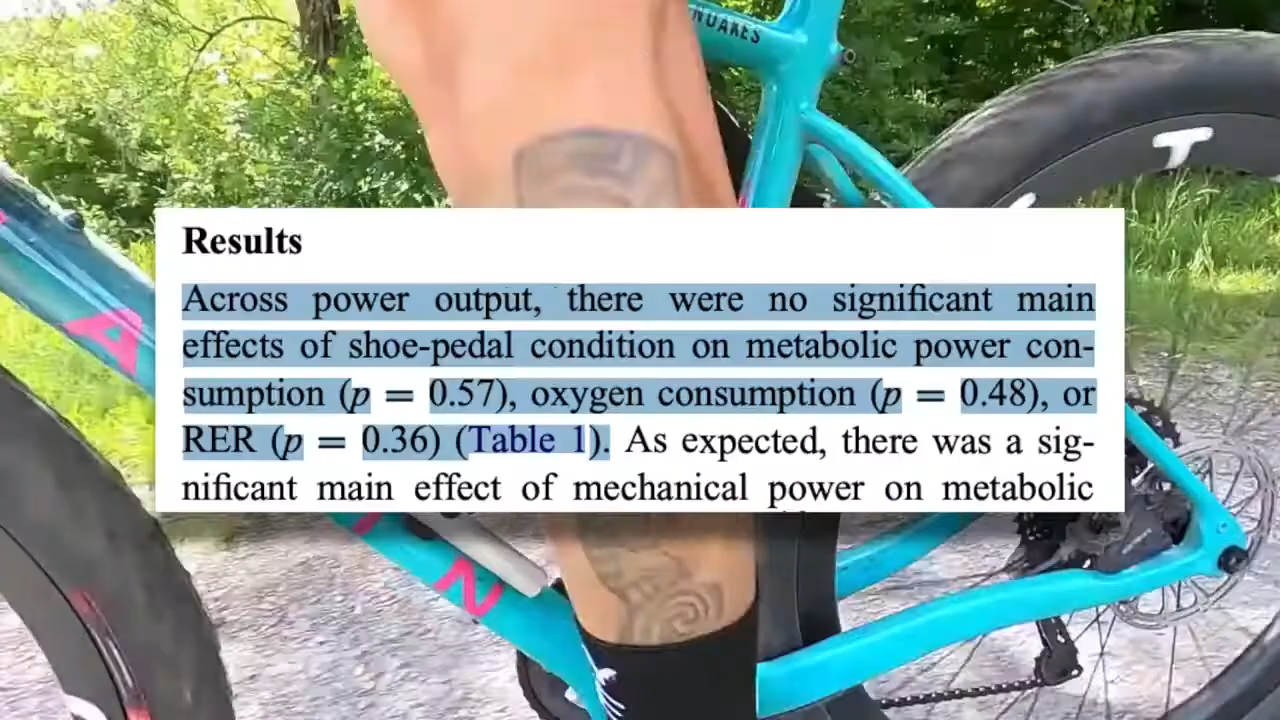 NOAKES
Results
Across power output, there were no significant main
effects of shoe-pedal condition on metabolic power con-
sumption (p = 0.57), oxygen consumption (p = 0.48), or
RER (p = 0.36) (Table 1). As expected, there was a sig-
nificant main effect of mechanical power on metabolic